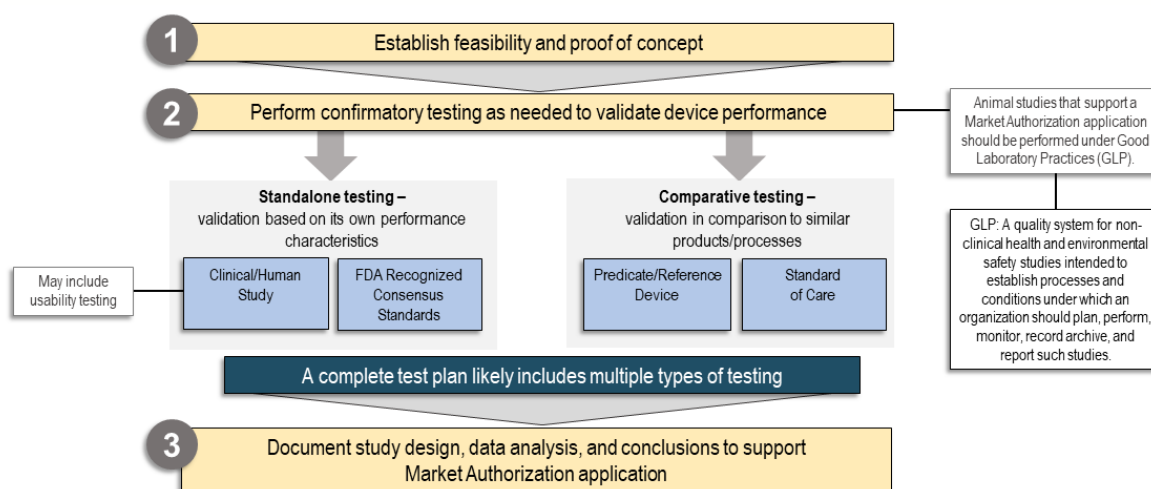 1
Establish feasibility and proof of concept
2
Perform confirmatory testing as needed to validate device performance
Animal studies that support a
Market Authorization application
should be performed under Good
Laboratory Practices (GLP).
Standalone testing –
validation based on its own performance
characteristics
Clinical/Human
Study
FDA Recognized
Consensus
Standards
May include
usability testing
Comparative testing –
validation in comparison to similar
products/processes
Predicate/Reference
Device
Standard
of Care
GLP: A quality system for non-
clinical health and environmental
safety studies intended to
establish processes and
conditions under which an
organization should plan, perform,
monitor, record archive, and
report such studies.
A complete test plan likely includes multiple types of testing
3
Document study design, data analysis, and conclusions to support
Market Authorization application